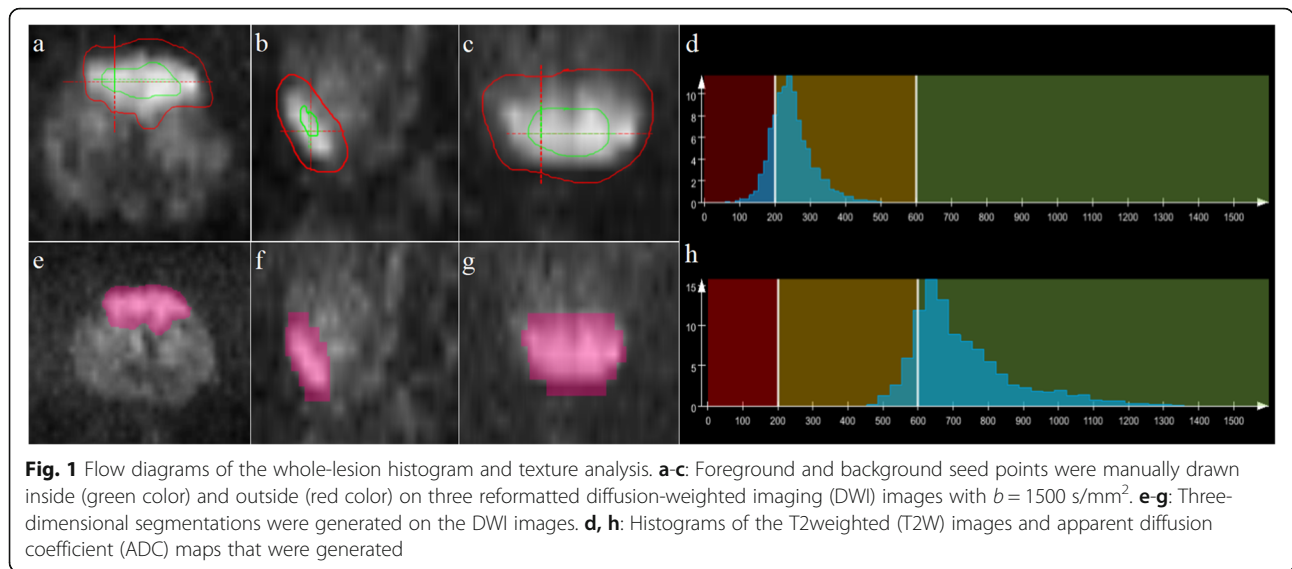 a b c d
10
8
6
4
2
0
0 100 200 300 400 500 600 700 800 900 1000 1100 1200 1300 1400 1500
e f g h
15
10
5
0
0 100 200 300 400 500 600 700 800 900 1000 1100 1200 1300 1400 1500
Fig. 1 Flow diagrams of the whole-lesion histogram and texture analysis. a-c: Foreground and background seed points were manually drawn
inside (green color) and outside (red color) on three reformatted diffusion-weighted imaging (DWI) images with b = 1500 s/mm². e-g: Three-
dimensional segmentations were generated on the DWI images. d, h: Histograms of the T2weighted (T2W) images and apparent diffusion
coefficient (ADC) maps that were generated